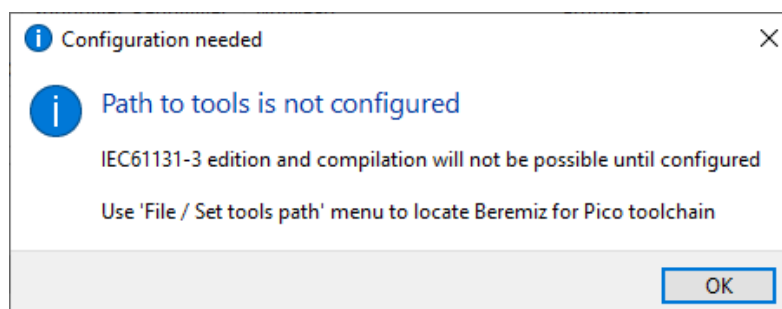 Configuration needed
Path to tools is not configured
IEC61131-3 edition and compilation will not be possible until configured
Use 'File / Set tools path' menu to locate Beremiz for Pico toolchain
OK